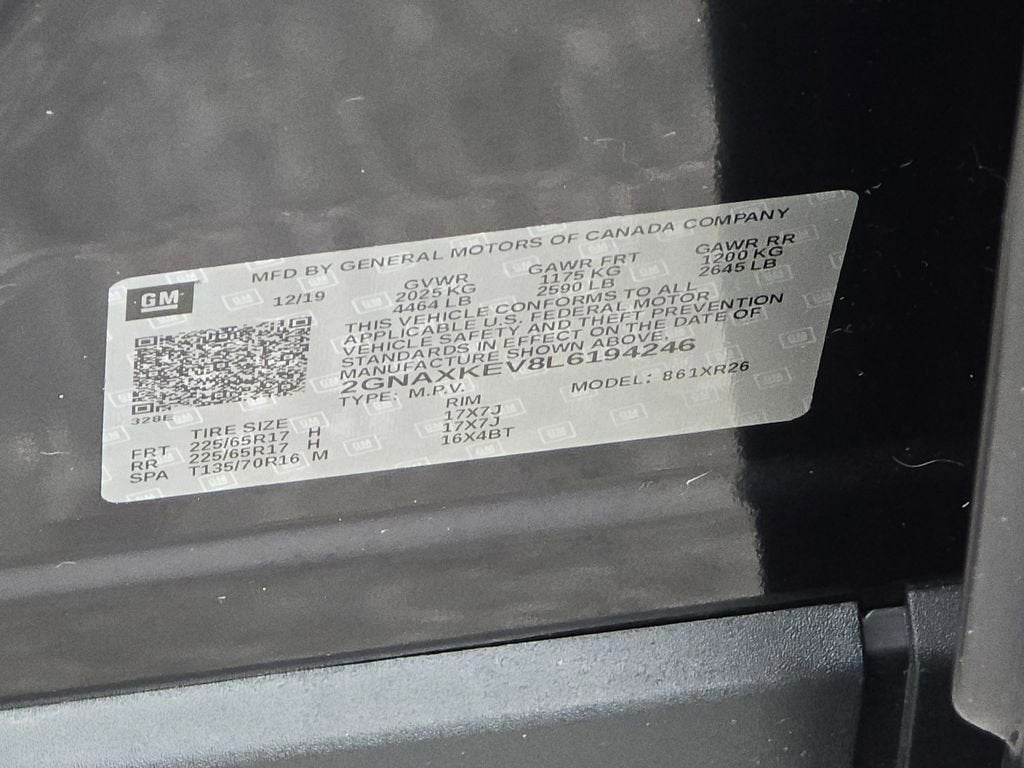 MFD BY GENERAL MOTORS OF CANADA COMPANY
GM
12/19
GVWR
2025 KG
4464 LB
GAWR FRT
1175 KG
2590 LB
GAWR RR
1200 KG
2645 LB
THIS VEHICLE CONFORMS TO ALL
APPLICABLE U.S. FEDERAL MOTOR
VEHICLE SAFETY AND THEFT PREVENTION
STANDARDS IN EFFECT ON THE DATE OF
MANUFACTURE SHOWN ABOVE.
2GNAXKEV8L6194246
TYPE: M.P.V. MODEL: 861XR26
328E
TIRE SIZE RIM
FRT 225/65R17 H 17X7J
RR 225/65R17 H 17X7J
SPA T135/70R16 M 16X4BT